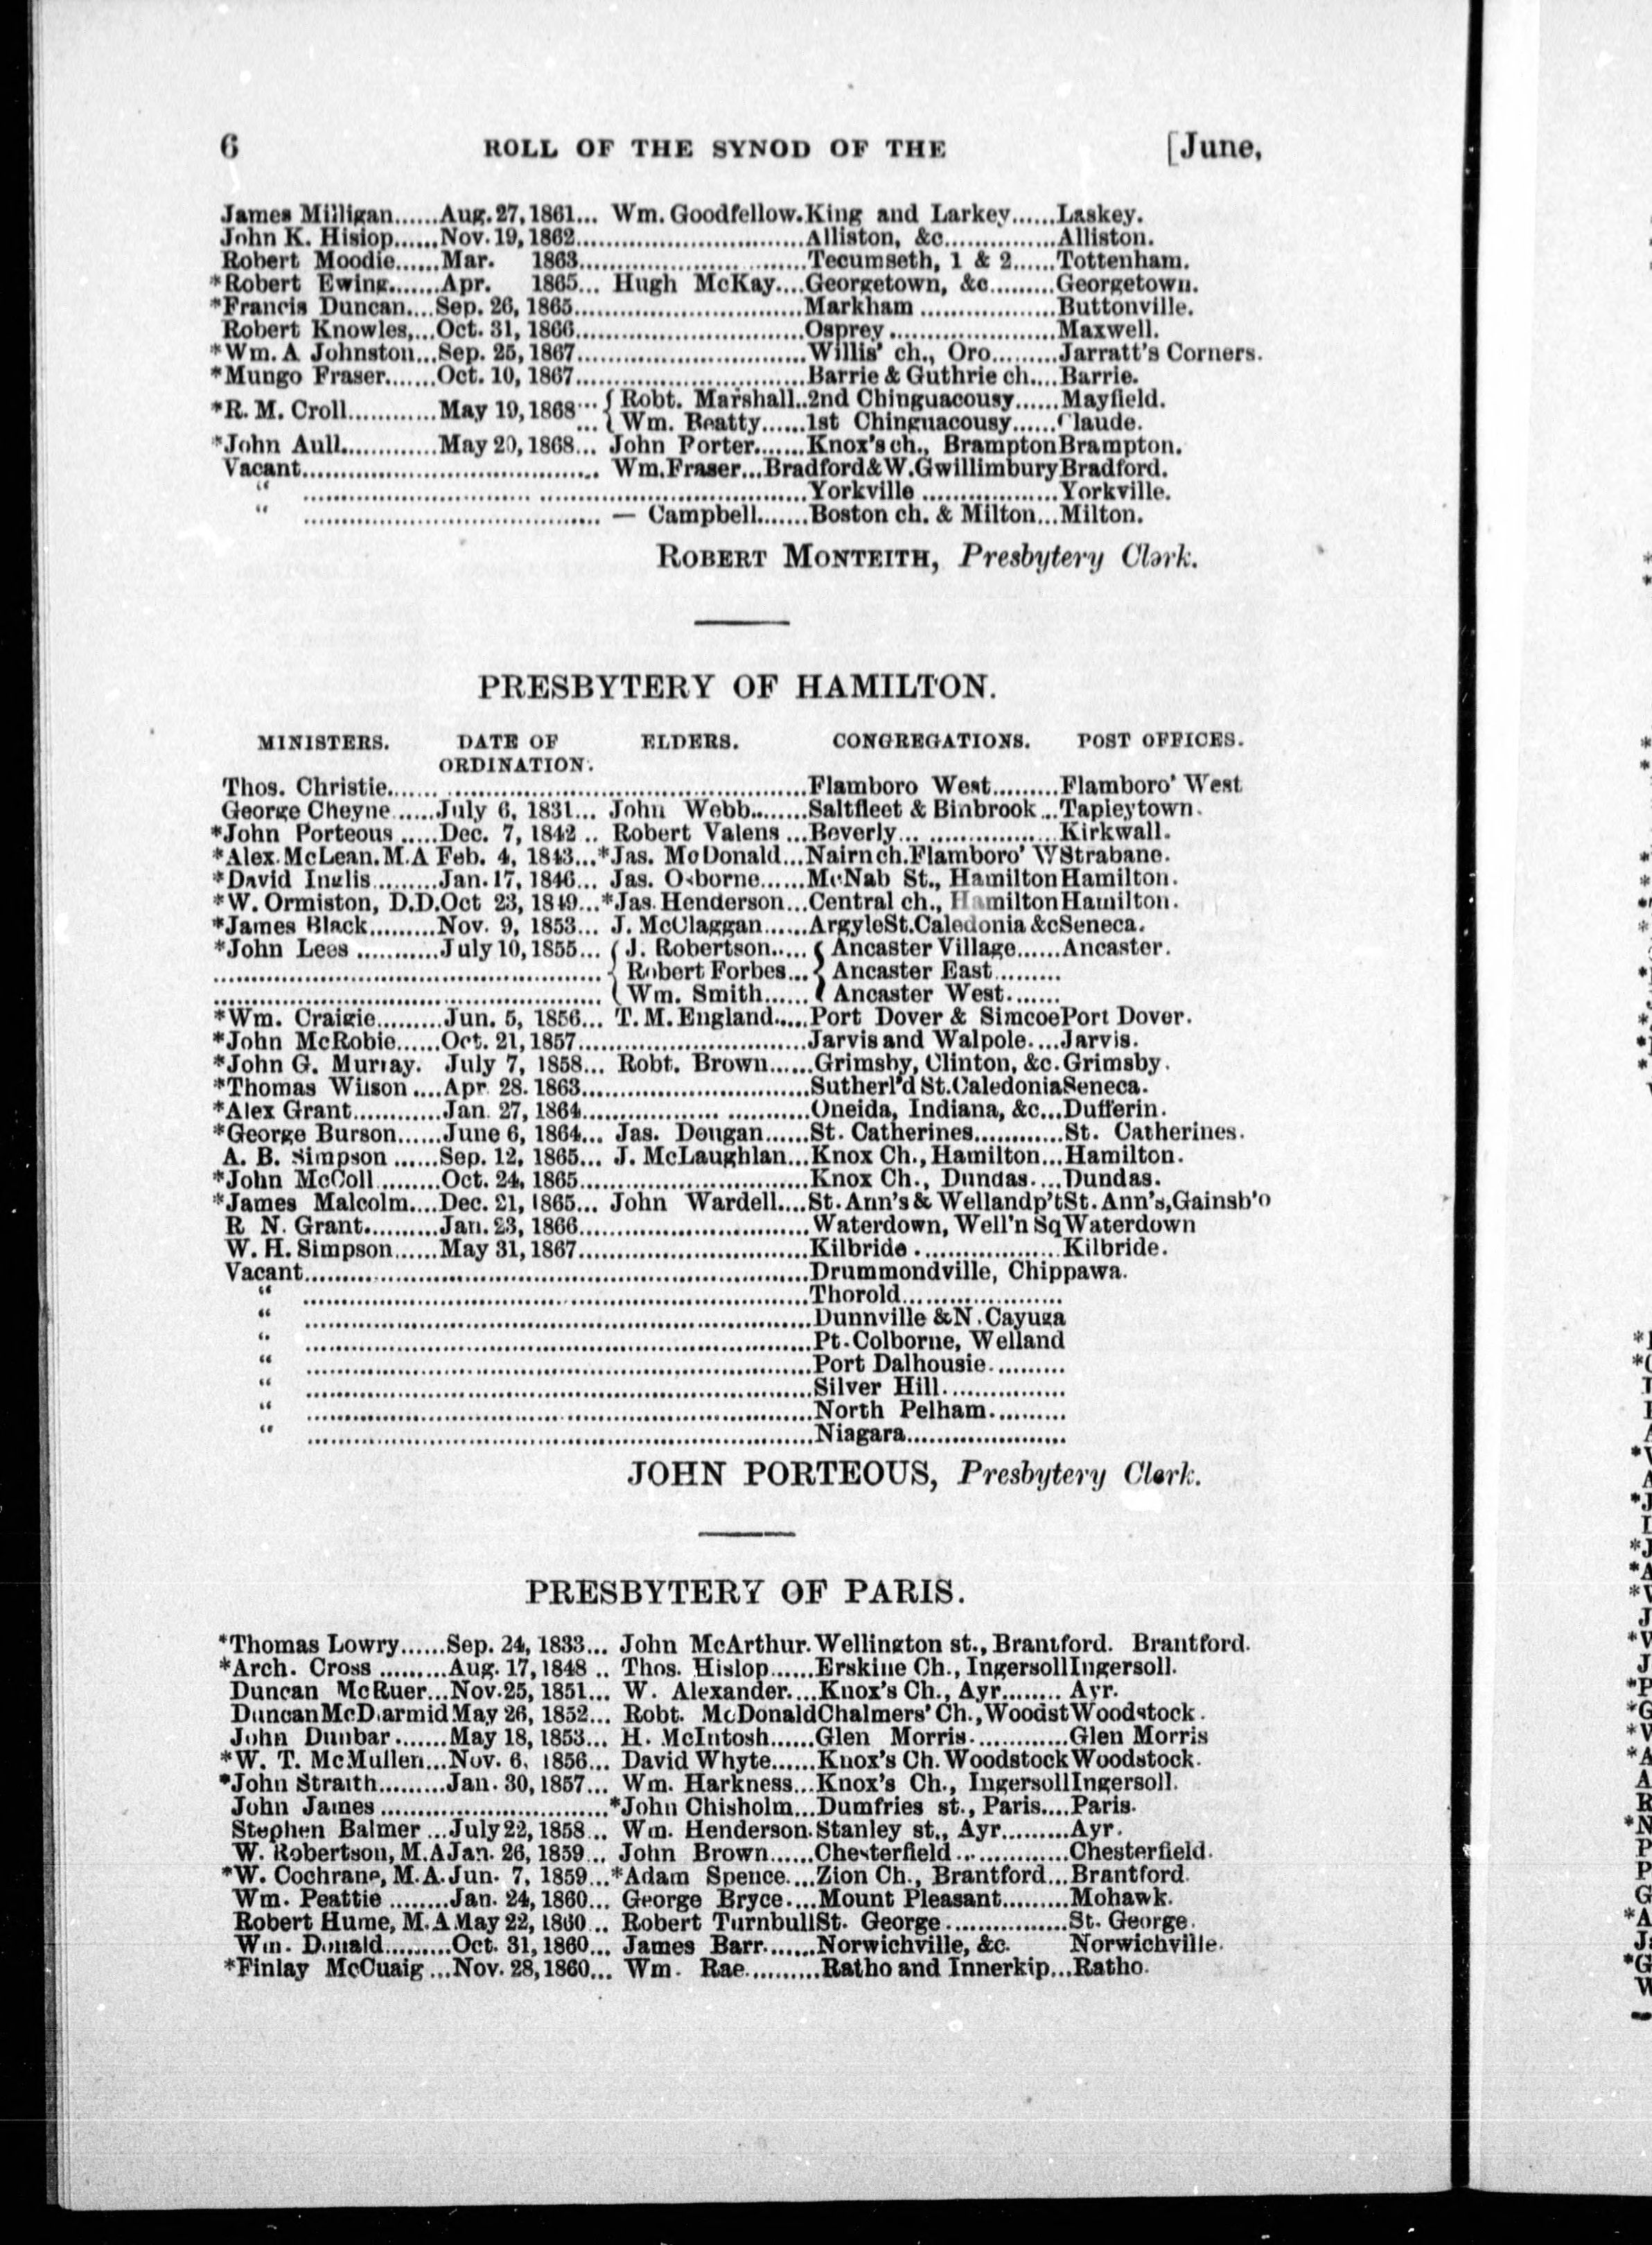 6 ROLL OF THE SYNOD OF THE [June,
James Milligan......Aug. 27, 1861... Wm. Goodfellow. King and Larkey......Laskey.
John K. Hislop......Nov. 19, 1862............................Alliston, &c...............Alliston.
Robert Moodie......Mar. 1863............................Tecumseth, 1 & 2......Tottenham.
*Robert Ewing.......Apr. 1865... Hugh McKay....Georgetown, &c.........Georgetown.
*Francis Duncan....Sep. 26, 1865............................Markham ..................Buttonville.
Robert Knowles,...Oct. 31, 1866............................Osprey ......................Maxwell.
*Wm. A Johnston...Sep. 25, 1867............................Willis' ch., Oro.........Jarratt's Corners.
*Mungo Fraser.......Oct. 10, 1867............................Barrie & Guthrie ch....Barrie.
*R. M. Croll............May 19, 1868... { Robt. Marshall..2nd Chinguacousy......Mayfield.
... { Wm. Beatty......1st Chinguacousy......Claude.
*John Aull.............May 20, 1868... John Porter.......Knox's ch., Brampton Brampton.
Vacant...................................... Wm. Fraser...Bradford & W. Gwillimbury Bradford.
" ..................................................................Yorkville ..................Yorkville.
" ...................................... — Campbell.......Boston ch. & Milton...Milton.
ROBERT MONTEITH, Presbytery Clerk.
PRESBYTERY OF HAMILTON.
MINISTERS. DATE OF ELDERS. CONGREGATIONS. POST OFFICES.
ORDINATION.
Thos. Christie...... ..............................................Flamboro West.........Flamboro' West
George Cheyne......July 6, 1831... John Webb........Saltfleet & Binbrook...Tapleytown.
*John Porteous .....Dec. 7, 1842 .. Robert Valens ...Beverly....................Kirkwall.
*Alex. McLean. M.A Feb. 4, 1843...*Jas. McDonald...Nairn ch. Flamboro' W Strabane.
*David Inglis.........Jan. 17, 1846... Jas. Osborne......McNab St., Hamilton Hamilton.
*W. Ormiston, D.D. Oct 23, 1849...*Jas. Henderson...Central ch., Hamilton Hamilton.
*James Black.........Nov. 9, 1853... J. McClaggan......Argyle St. Caledonia &c Seneca.
*John Lees ...........July 10, 1855... { J. Robertson..... { Ancaster Village......Ancaster.
.................................................. { Robert Forbes... { Ancaster East.........
.................................................. { Wm. Smith...... { Ancaster West.......
*Wm. Craigie.........Jun. 5, 1856... T. M. England.....Port Dover & Simcoe Port Dover.
*John McRobie......Oct. 21, 1857............................Jarvis and Walpole....Jarvis.
*John G. Murray. July 7, 1858... Robt. Brown......Grimsby, Clinton, &c. Grimsby.
*Thomas Wilson ....Apr 28. 1863............................Sutherl'd St. Caledonia Seneca.
*Alex Grant............Jan. 27, 1864............................Oneida, Indiana, &c...Dufferin.
*George Burson......June 6, 1864... Jas. Dougan......St. Catherines............St. Catherines.
A. B. Simpson ......Sep. 12, 1865... J. McLaughlan...Knox Ch., Hamilton...Hamilton.
*John McColl.........Oct. 24, 1865............................Knox Ch., Dundas....Dundas.
*James Malcolm....Dec. 21, 1865... John Wardell....St. Ann's & Wellandp't St. Ann's, Gainsb'o
R N. Grant..........Jan. 23, 1866............................Waterdown, Well'n Sq Waterdown
W. H. Simpson......May 31, 1867............................Kilbride ..................Kilbride.
Vacant..................................................................Drummondville, Chippawa.
" ..................................................................Thorold.....................
" ..................................................................Dunnville & N. Cayuga
" ..................................................................Pt. Colborne, Welland
" ..................................................................Port Dalhousie..........
" ..................................................................Silver Hill................
" ..................................................................North Pelham..........
" ..................................................................Niagara.....................
JOHN PORTEOUS, Presbytery Clerk.
PRESBYTERY OF PARIS.
*Thomas Lowry......Sep. 24, 1833... John McArthur. Wellington st., Brantford. Brantford.
*Arch. Cross .........Aug. 17, 1848 .. Thos. Hislop......Erskine Ch., Ingersoll Ingersoll.
Duncan McRuer...Nov. 25, 1851... W. Alexander....Knox's Ch., Ayr........ Ayr.
Duncan McDiarmid May 26, 1852... Robt. McDonald Chalmers' Ch., Woodst Woodstock.
John Dunbar.......May 18, 1853... H. McIntosh......Glen Morris.............Glen Morris
*W. T. McMullen...Nov. 6, 1856... David Whyte......Knox's Ch. Woodstock Woodstock.
*John Straith.........Jan. 30, 1857... Wm. Harkness...Knox's Ch., Ingersoll Ingersoll.
John James ............................*John Chisholm...Dumfries st., Paris....Paris.
Stephen Balmer ...July 22, 1858... Wm. Henderson. Stanley st., Ayr.........Ayr.
W. Robertson, M.A Jan. 26, 1859... John Brown......Chesterfield ..............Chesterfield.
*W. Cochrane, M.A. Jun. 7, 1859...*Adam Spence....Zion Ch., Brantford...Brantford.
Wm. Peattie ........Jan. 24, 1860... George Bryce....Mount Pleasant.........Mohawk.
Robert Hume, M.A May 22, 1860... Robert Turnbull St. George...............St. George.
Wm. Donald.........Oct. 31, 1860... James Barr.......Norwichville, &c. Norwichville.
*Finlay McCuaig...Nov. 28, 1860... Wm. Rae..........Ratho and Innerkip...Ratho.